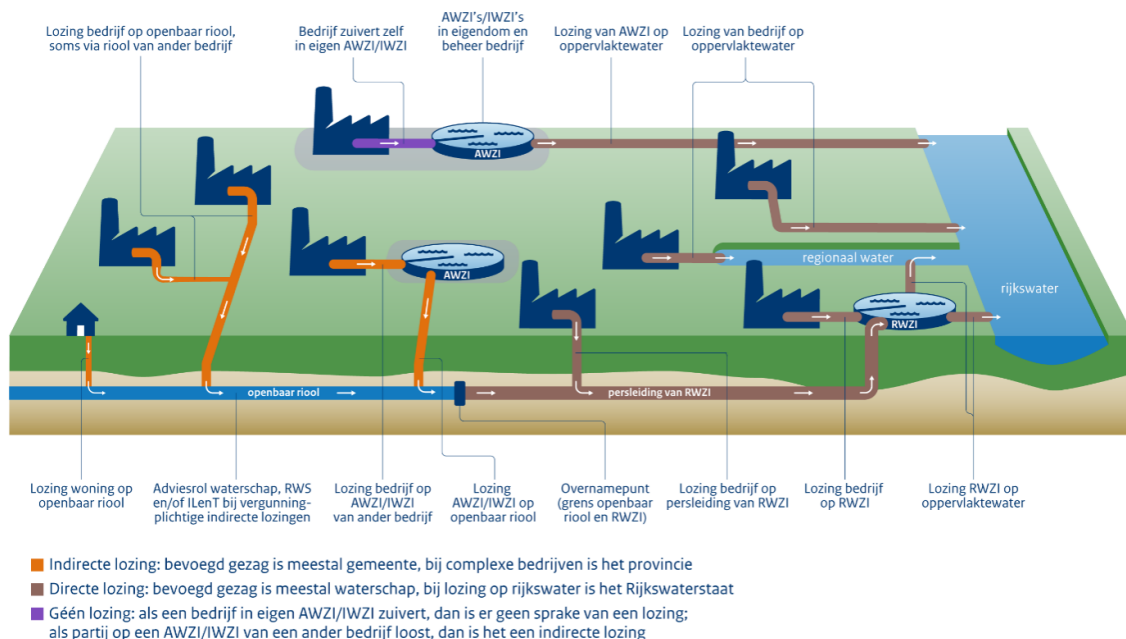 Lozing bedrijf op openbaar riool,
soms via riool van ander bedrijf
Bedrijf zuivert zelf
in eigen AWZI/IWZI
AWZI's/IWZI's
in eigendom en
beheer bedrijf
Lozing van AWZI op
oppervlaktewater
Lozing van bedrijf op
oppervlaktewater
AWZI
AWZI
regionaal water
rijkswater
RWZI
openbaar riool
persleiding van RWZI
Lozing woning op
openbaar riool
Adviesrol waterschap, RWS
en/of ILenT bij vergunning-
plichtige indirecte lozingen
Lozing bedrijf op
AWZI/IWZI
van ander bedrijf
Lozing
AWZI/IWZI op
openbaar riool
Overnamepunt
(grens openbaar
riool en RWZI)
Lozing bedrijf op
persleiding van RWZI
Lozing bedrijf
op RWZI
Lozing RWZI op
oppervlaktewater
Indirecte lozing: bevoegd gezag is meestal gemeente, bij complexe bedrijven is het provincie
Directe lozing: bevoegd gezag is meestal waterschap, bij lozing op rijkswater is het Rijkswaterstaat
Géén lozing: als een bedrijf in eigen AWZI/IWZI zuivert, dan is er geen sprake van een lozing;
als partij op een AWZI/IWZI van een ander bedrijf loost, dan is het een indirecte lozing